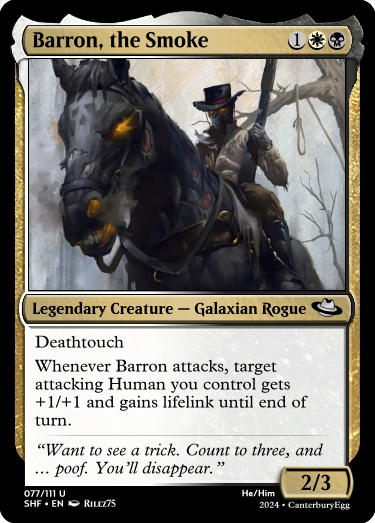 Barron, the Smoke 1
Legendary Creature — Galaxian Rogue
Deathtouch
Whenever Barron attacks, target
attacking Human you control gets
+1/+1 and gains lifelink until end of
turn.
“Want to see a trick. Count to three, and
... poof. You'll disappear.”
2/3
077/111 U He/Him
SHF • EN Rilez75 2024 • CanterburyEgg